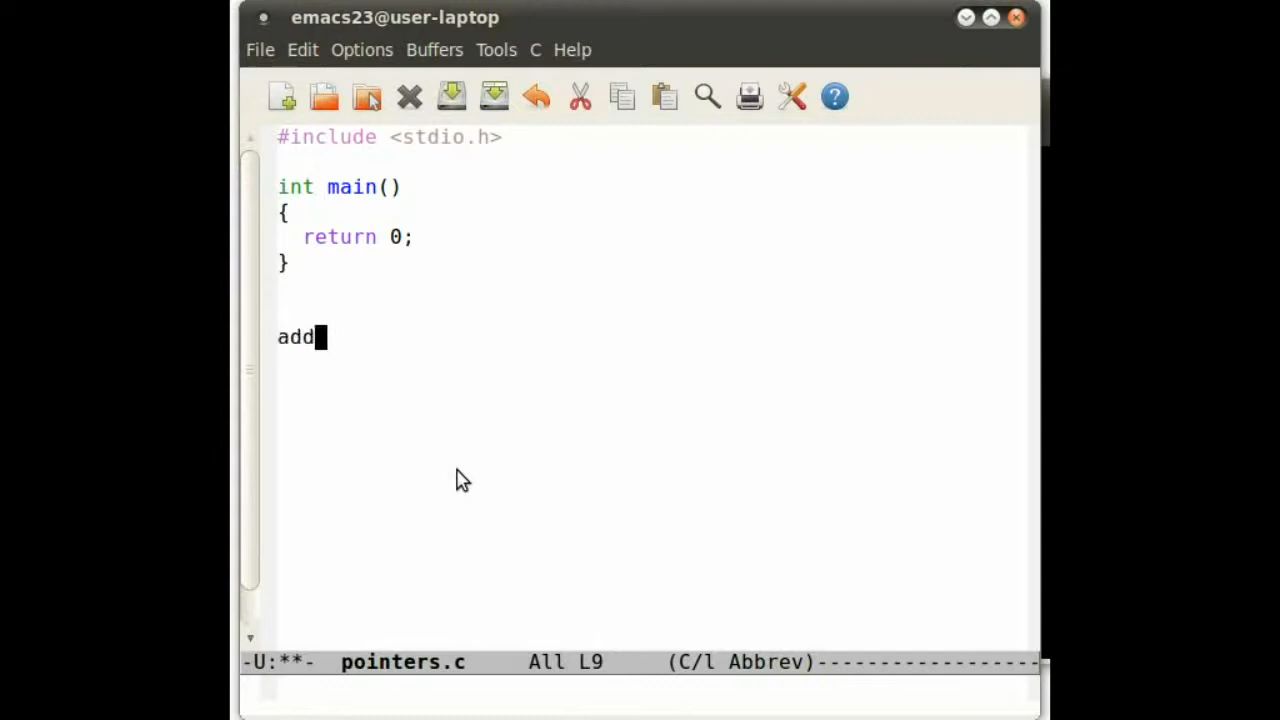 emacs23@user-laptop
File Edit Options Buffers Tools C Help
#include <stdio.h>
int main()
{
  return 0;
}
add
-U:**-  pointers.c     All L9     (C/l Abbrev)------------------